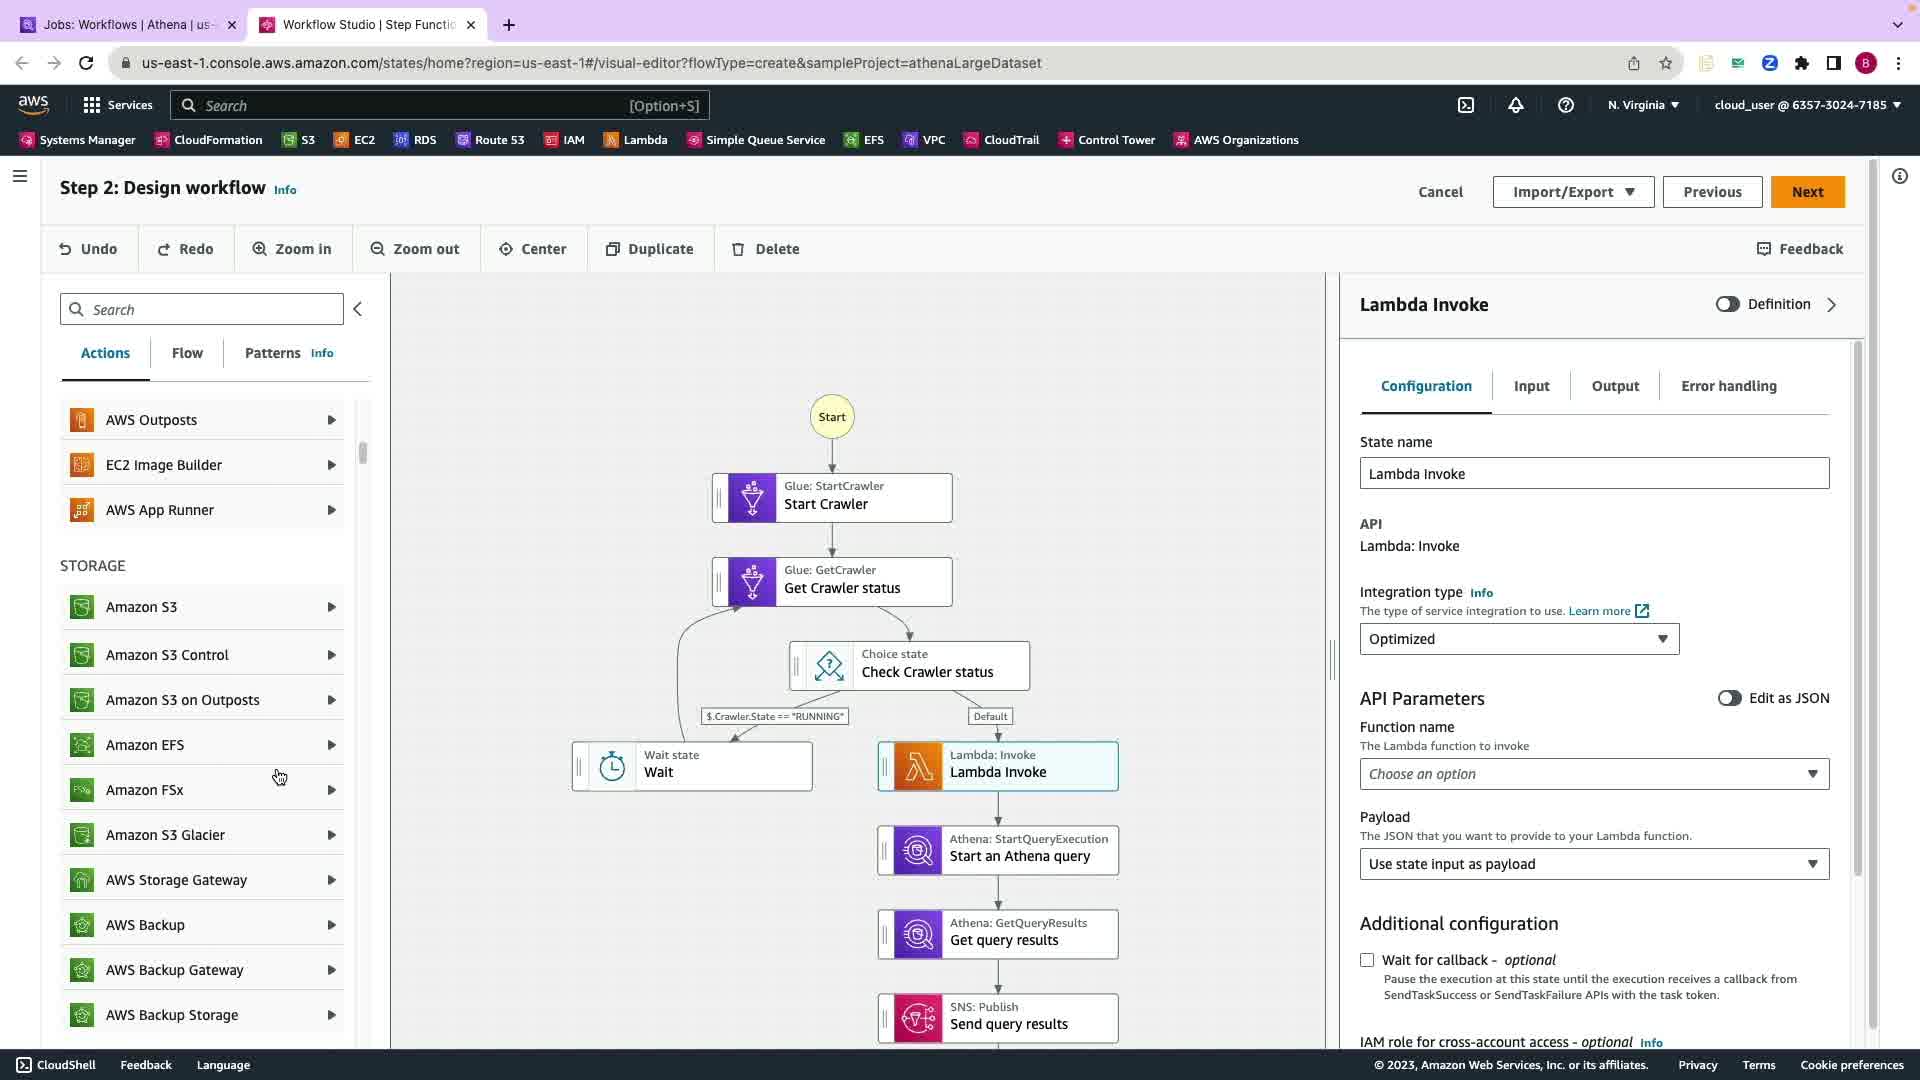 Jobs: Workflows | Athena | us-
Workflow Studio | Step Functio
us-east-1.console.aws.amazon.com/states/home?region=us-east-1#/visual-editor?flowType=create&sampleProject=athenaLargeDataset
B
aws
Services
Search
[Option+S]
N. Virginia
cloud_user @ 6357-3024-7185
Systems Manager
CloudFormation
S3
EC2
RDS
Route 53
IAM
Lambda
Simple Queue Service
EFS
VPC
CloudTrail
Control Tower
AWS Organizations
Step 2: Design workflow Info
Cancel
Import/Export
Previous
Next
Undo
Redo
Zoom in
Zoom out
Center
Duplicate
Delete
Feedback
Search
Actions
Flow
Patterns Info
AWS Outposts
EC2 Image Builder
AWS App Runner
STORAGE
Amazon S3
Amazon S3 Control
Amazon S3 on Outposts
Amazon EFS
Amazon FSx
Amazon S3 Glacier
AWS Storage Gateway
AWS Backup
AWS Backup Gateway
AWS Backup Storage
Start
Glue: StartCrawler
Start Crawler
Glue: GetCrawler
Get Crawler status
Choice state
Check Crawler status
$.Crawler.State == "RUNNING"
Default
Wait state
Wait
Lambda: Invoke
Lambda Invoke
Athena: StartQueryExecution
Start an Athena query
Athena: GetQueryResults
Get query results
SNS: Publish
Send query results
Lambda Invoke
Definition
Configuration
Input
Output
Error handling
State name
Lambda Invoke
API
Lambda: Invoke
Integration type Info
The type of service integration to use. Learn more
Optimized
API Parameters
Edit as JSON
Function name
The Lambda function to invoke
Choose an option
Payload
The JSON that you want to provide to your Lambda function.
Use state input as payload
Additional configuration
Wait for callback - optional
Pause the execution at this state until the execution receives a callback from
SendTaskSuccess or SendTaskFailure APIs with the task token.
IAM role for cross-account access - optional Info
CloudShell
Feedback
Language
© 2023, Amazon Web Services, Inc. or its affiliates.
Privacy
Terms
Cookie preferences